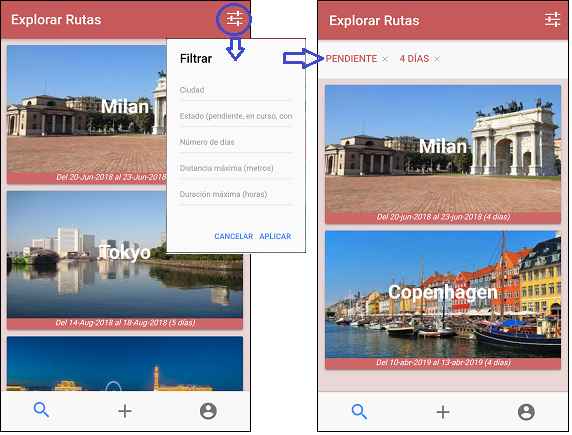 Explorar Rutas
Milan
Del 20-Jun-2018 al 23-Jun-2018
Tokyo
Del 14-Aug-2018 al 18-Aug-2018 (5 días)
Filtrar
Ciudad
Estado (pendiente, en curso, con
Número de días
Distancia máxima (metros)
Duración máxima (horas)
CANCELAR APLICAR
Explorar Rutas
PENDIENTE × 4 DÍAS ×
Milan
Del 20-jun-2018 al 23-jun-2018 (4 días)
Copenhagen
Del 10-abr-2019 al 13-abr-2019 (4 días)